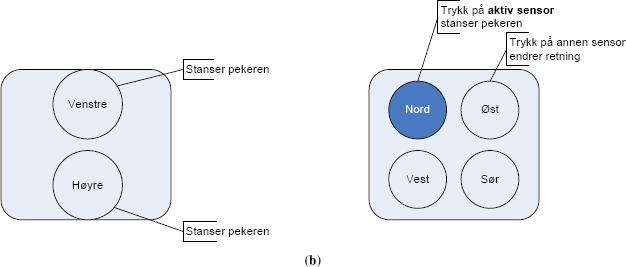 Trykk på aktiv sensor
stanser pekeren
Trykk på annen sensor
endrer retning
Stanser pekeren
Venstre
Høyre
Stanser pekeren
Nord
Øst
Vest
Sør
(b)